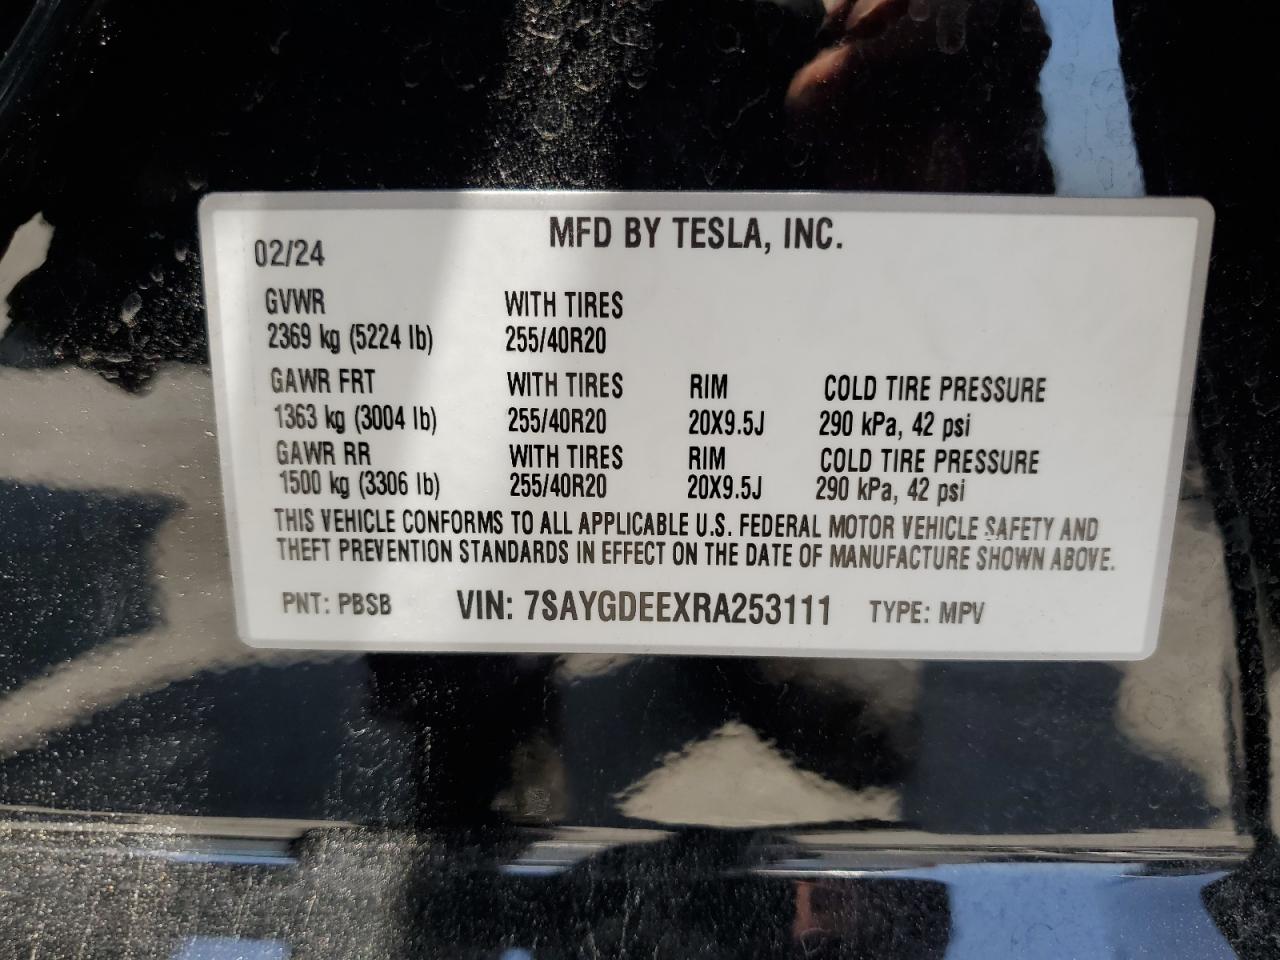 MFD BY TESLA, INC.
02/24
GVWR WITH TIRES
2369 kg (5224 lb) 255/40R20
GAWR FRT WITH TIRES RIM COLD TIRE PRESSURE
1363 kg (3004 lb) 255/40R20 20X9.5J 290 kPa, 42 psi
GAWR RR WITH TIRES RIM COLD TIRE PRESSURE
1500 kg (3306 lb) 255/40R20 20X9.5J 290 kPa, 42 psi
THIS VEHICLE CONFORMS TO ALL APPLICABLE U.S. FEDERAL MOTOR VEHICLE SAFETY AND
THEFT PREVENTION STANDARDS IN EFFECT ON THE DATE OF MANUFACTURE SHOWN ABOVE.
PNT: PBSB VIN: 7SAYGDEEXRA253111 TYPE: MPV